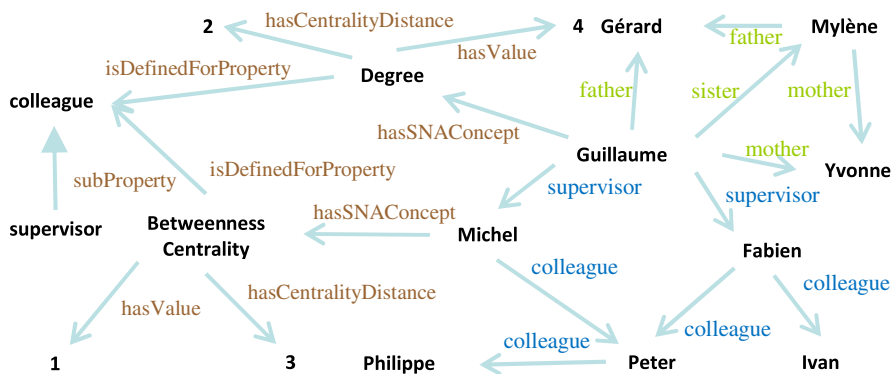 2
hasCentralityDistance
4
Gérard
Mylène
father
hasValue
isDefinedForProperty
Degree
colleague
father
sister
mother
hasSNAConcept
Guillaume
mother
Yvonne
subProperty
isDefinedForProperty
supervisor
supervisor
supervisor
Betweenness
Centrality
hasSNAConcept
Michel
Fabien
colleague
colleague
hasValue
hasCentralityDistance
colleague
colleague
1
3
Philippe
Peter
Ivan